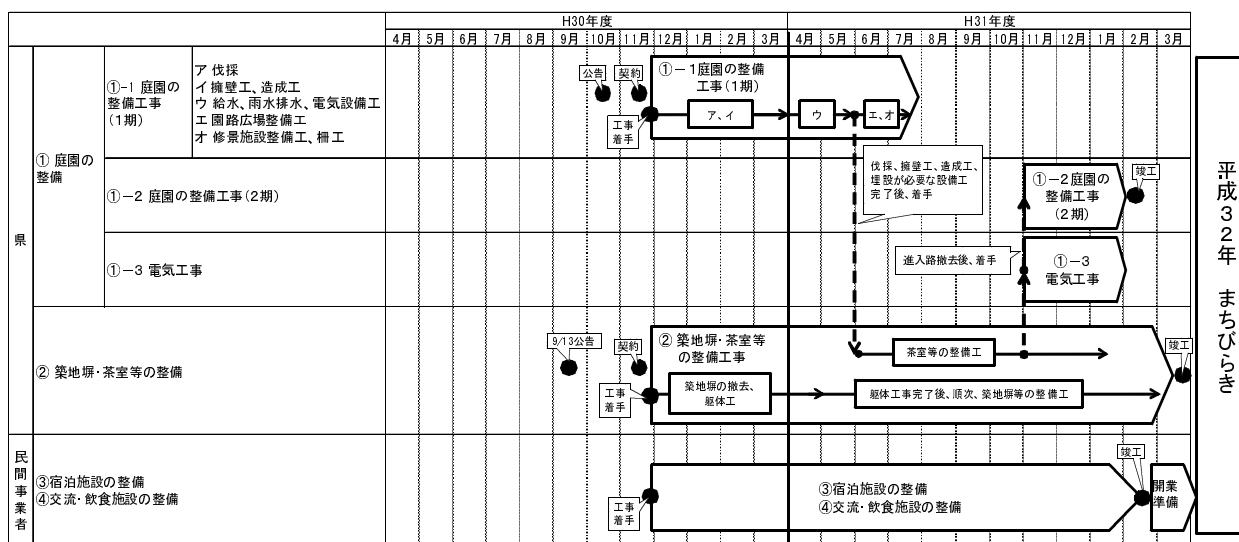 H30年度
H31年度
4月 5月 6月 7月 8月 9月 10月 11月 12月 1月 2月 3月 4月 5月 6月 7月 8月 9月 10月 11月 12月 1月 2月 3月
県
① 庭園の
整備
①-1 庭園の
整備工事
(1期)
ア 伐採
イ 擁壁工、造成工
ウ 給水、雨水排水、電気設備工
エ 園路広場整備工
オ 修景施設整備工、柵工
公告
契約
工事
着手
①-1庭園の整備
工事(1期)
ア、イ
ウ
エ、オ
伐採、擁壁工、造成工、
埋設が必要な設備工
完了後、着手
①-2 庭園の整備工事(2期)
①-2庭園の
整備工事
(2期)
竣工
①-3 電気工事
進入路撤去後、着手
①-3
電気工事
② 築地塀・茶室等の整備
9/13公告
契約
工事
着手
② 築地塀・茶室等
の整備工事
築地塀の撤去、
躯体工
茶室等の整備工
躯体工事完了後、順次、築地塀等の整備工
竣工
民間事業者
③宿泊施設の整備
④交流・飲食施設の整備
工事
着手
③宿泊施設の整備
④交流・飲食施設の整備
竣工
開業
準備
平成32年 まちびらき